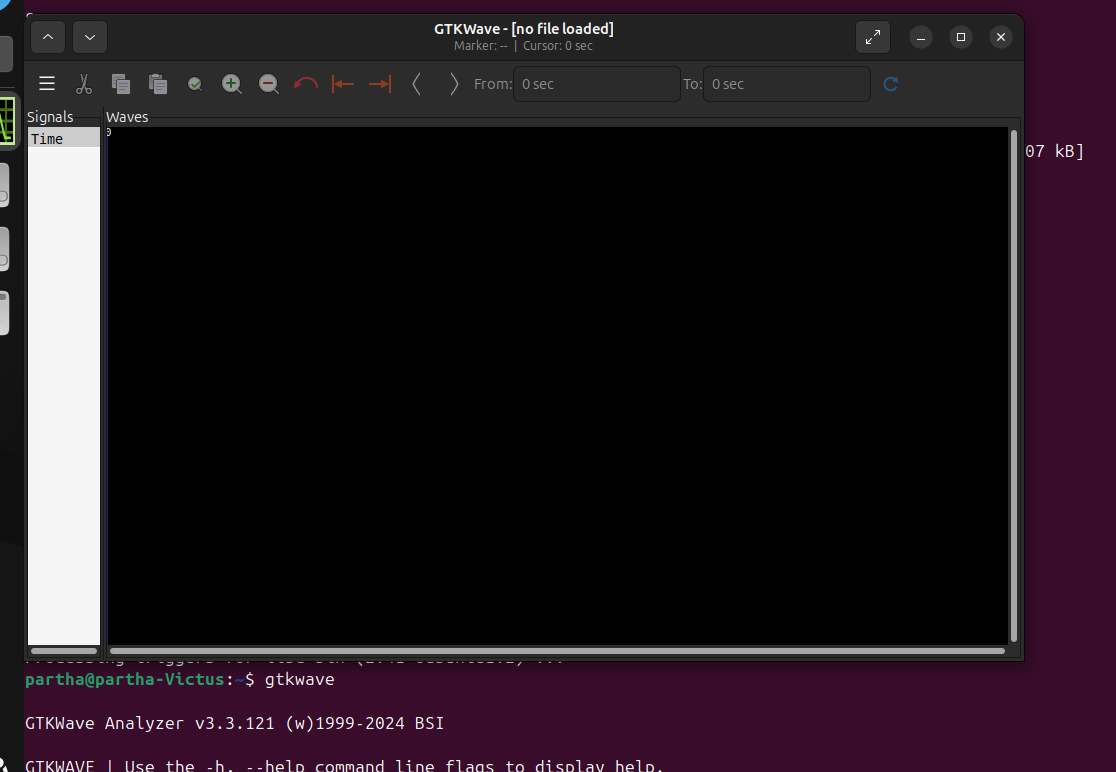 GTKWave - [no file loaded]
Marker: -- | Cursor: 0 sec
From: 0 sec To: 0 sec
Signals
Waves
Time
0
07 kB]
partha@partha-Victus:~$ gtkwave
GTKWave Analyzer v3.3.121 (w)1999-2024 BSI
GTKWAVE | Use the -h, --help command line flags to display help.